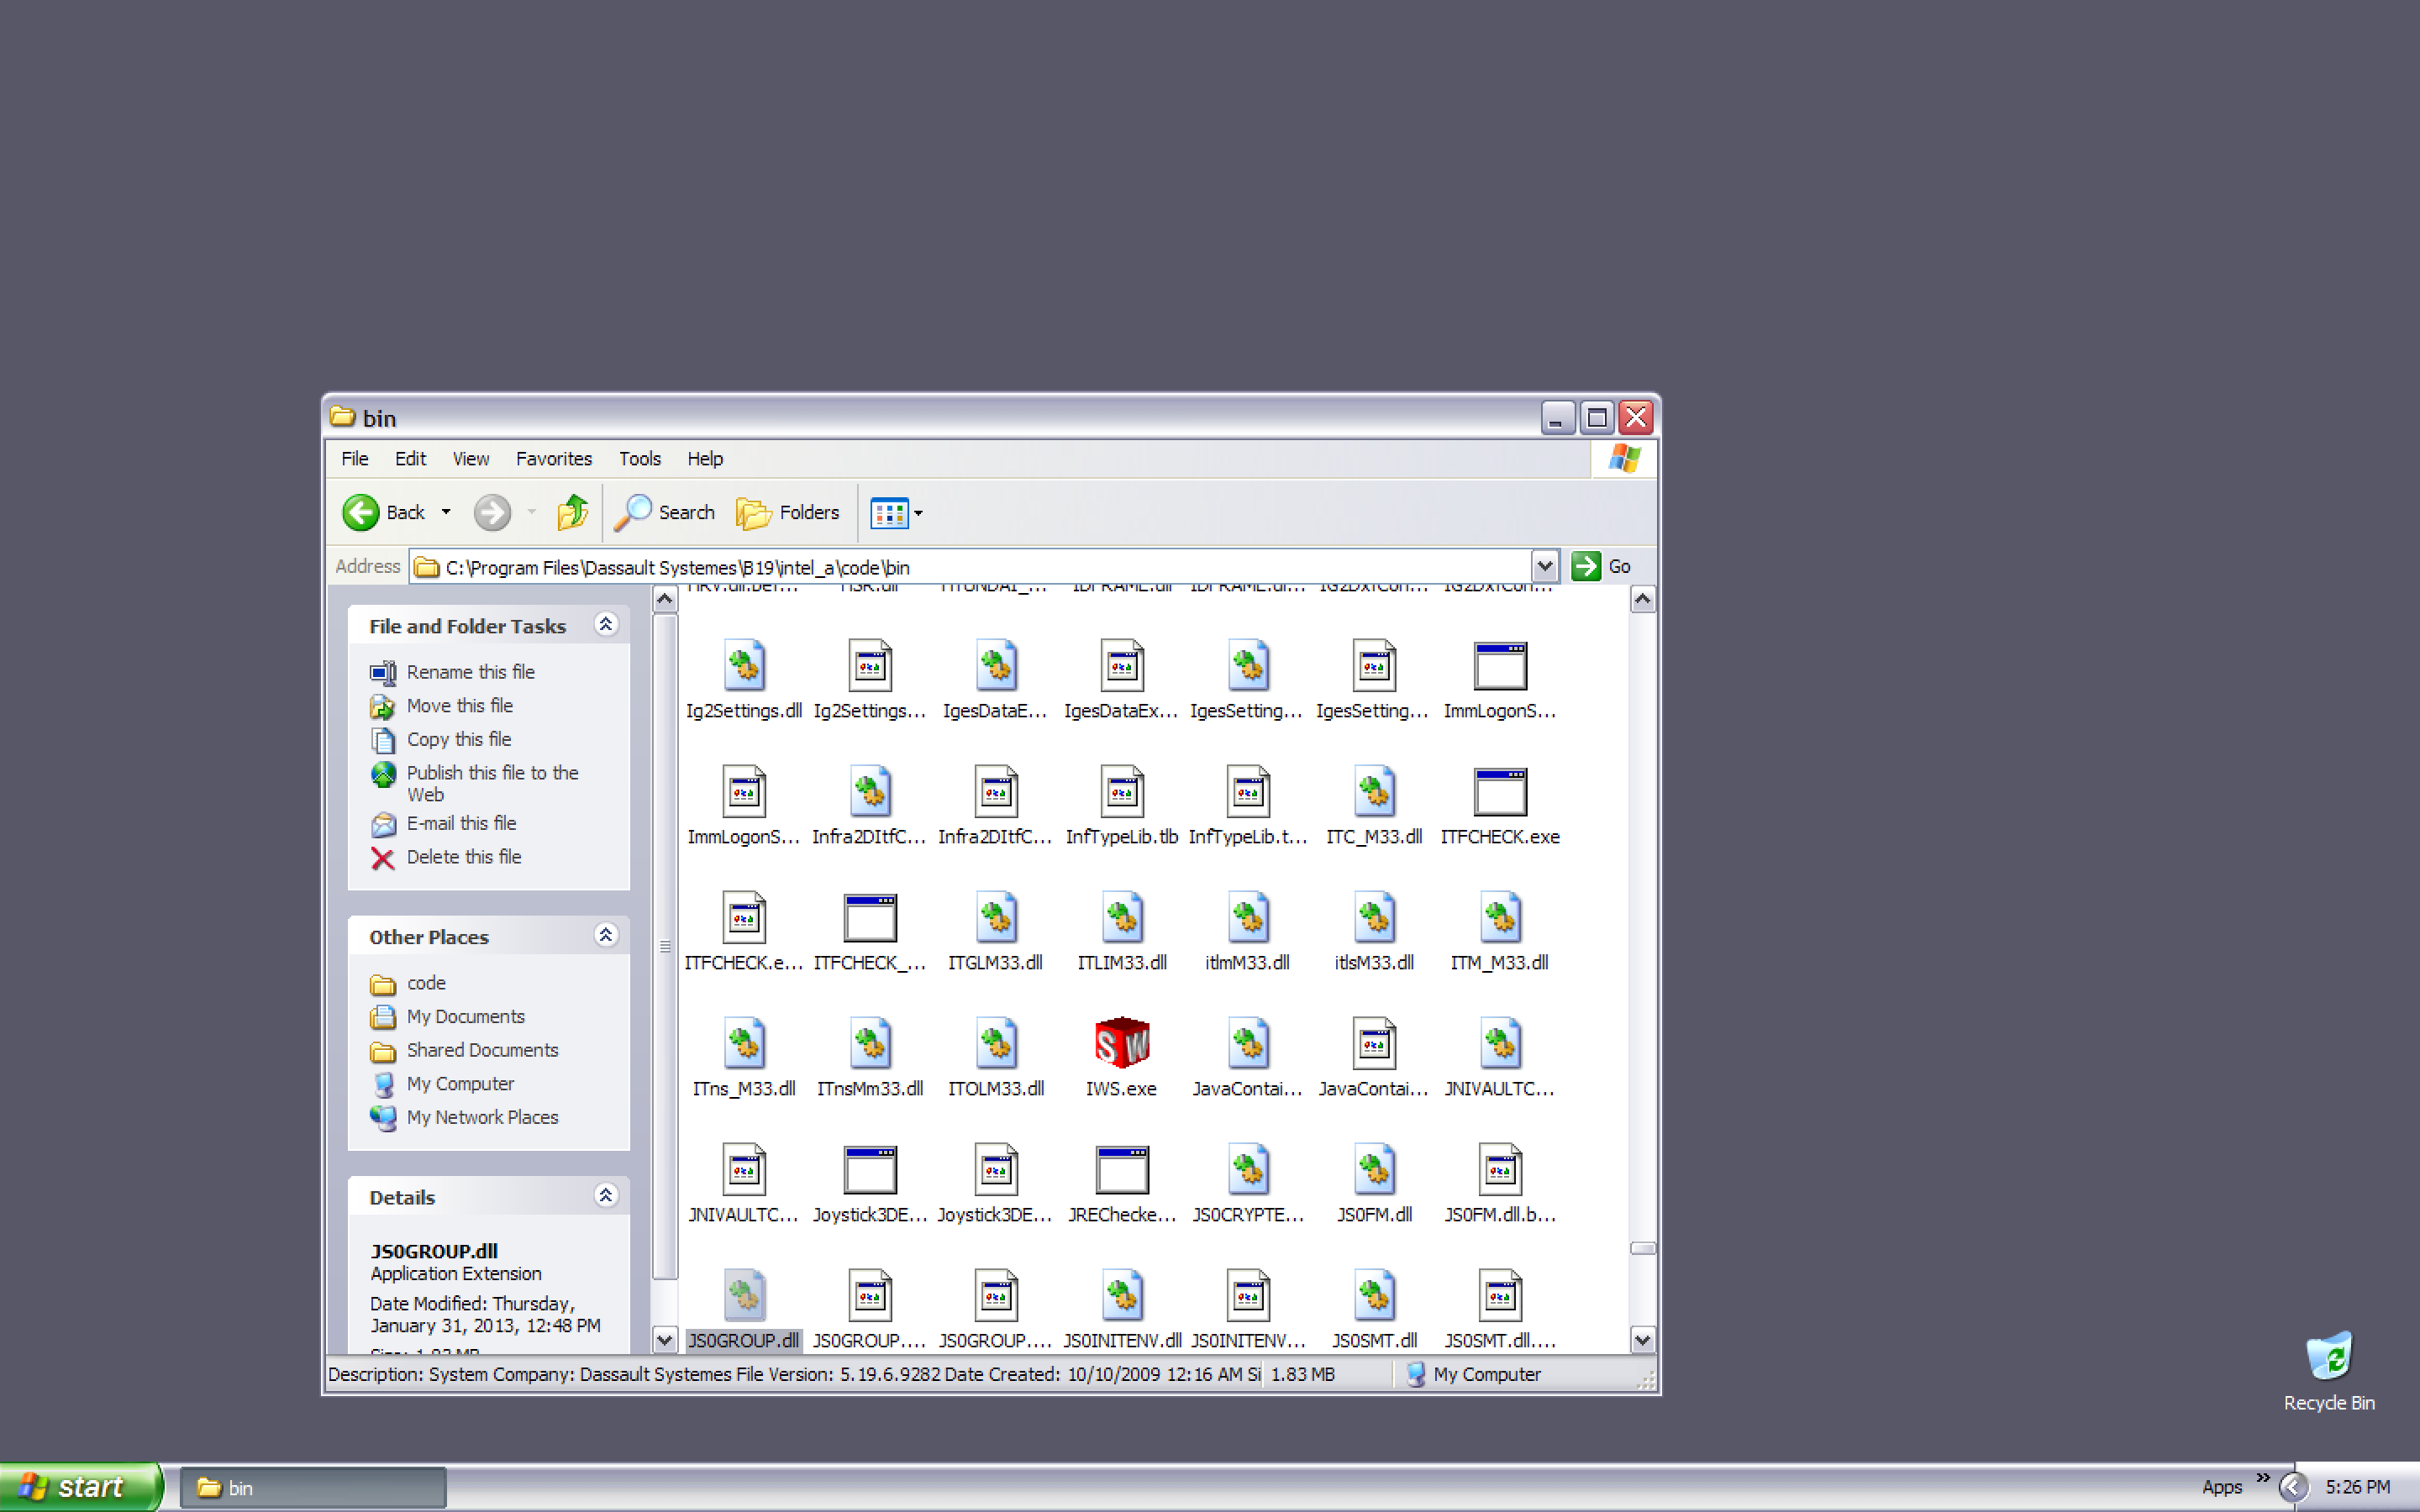 bin
File Edit View Favorites Tools Help
Back Search Folders
Address C:\Program Files\Dassault Systemes\B19\intel_a\code\bin Go
File and Folder Tasks
Rename this file
Move this file
Copy this file
Publish this file to the
Web
E-mail this file
Delete this file
Other Places
code
My Documents
Shared Documents
My Computer
My Network Places
Details
JS0GROUP.dll
Application Extension
Date Modified: Thursday,
January 31, 2013, 12:48 PM
Size: 1.83 MB
Ig2Settings.dll Ig2Settings... IgesDataE... IgesDataEx... IgesSetting... IgesSetting... ImmLogonS...
ImmLogonS... Infra2DItfC... Infra2DItfC... InfTypeLib.tlb InfTypeLib.t... ITC_M33.dll ITFCHECK.exe
ITFCHECK.e... ITFCHECK_... ITGLM33.dll ITLIM33.dll itlmM33.dll itlsM33.dll ITM_M33.dll
ITns_M33.dll ITnsMm33.dll ITOLM33.dll IWS.exe JavaContai... JavaContai... JNIVAULTC...
JNIVAULTC... Joystick3DE... Joystick3DE... JREChecke... JS0CRYPTE... JS0FM.dll JS0FM.dll.b...
JS0GROUP.dll JS0GROUP.... JS0GROUP.... JS0INITENV.dll JS0INITENV... JS0SMT.dll JS0SMT.dll....
Description: System Company: Dassault Systemes File Version: 5.19.6.9282 Date Created: 10/10/2009 12:16 AM Si 1.83 MB My Computer
Recycle Bin
start bin Apps 5:26 PM